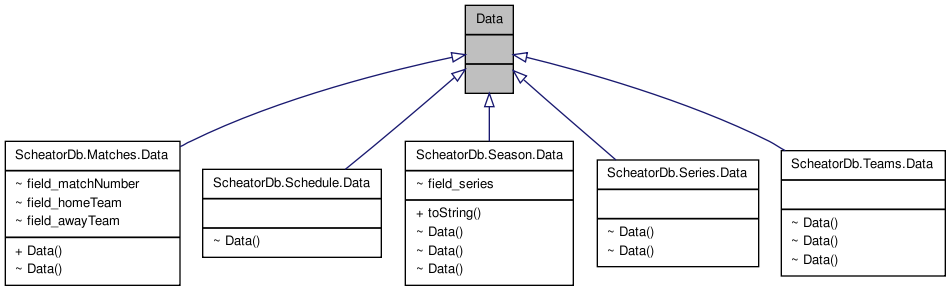 Data
ScheatorDb.Matches.Data
~ field_matchNumber
~ field_homeTeam
~ field_awayTeam
+ Data()
~ Data()
ScheatorDb.Schedule.Data
~ Data()
ScheatorDb.Season.Data
~ field_series
+ toString()
~ Data()
~ Data()
~ Data()
ScheatorDb.Series.Data
~ Data()
~ Data()
ScheatorDb.Teams.Data
~ Data()
~ Data()
~ Data()